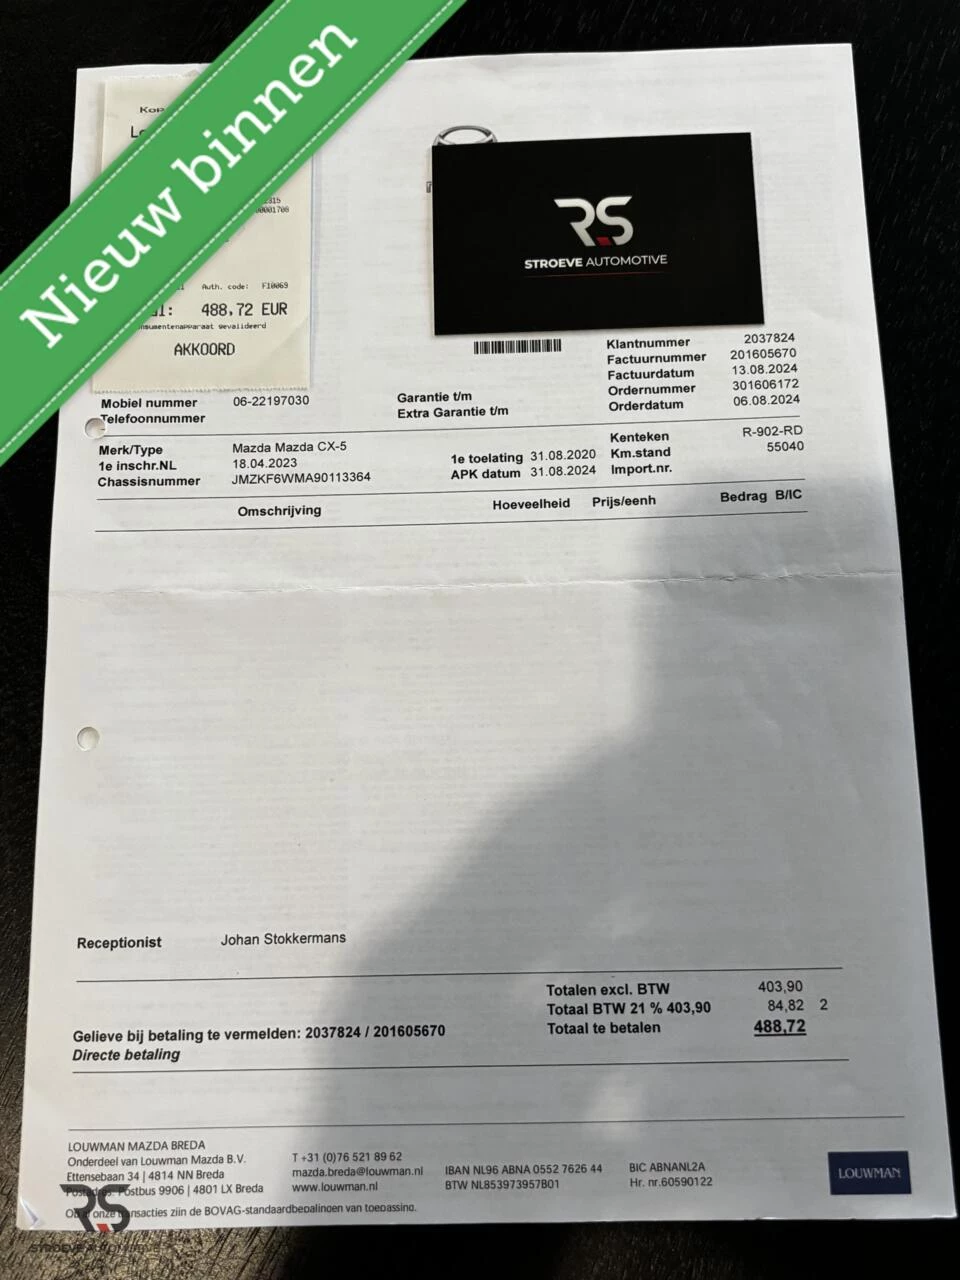 Nieuw binnen
2315
00001708
Auth. code: F10069
488,72 EUR
AKKOORD
RS
STROEVE AUTOMOTIVE
Klantnummer 2037824
Factuurnummer 201605670
Factuurdatum 13.08.2024
Ordernummer 301606172
Orderdatum 06.08.2024
Mobiel nummer 06-22197030
Telefoonnummer
Garantie t/m
Extra Garantie t/m
Merk/Type Mazda Mazda CX-5
1e inschr.NL 18.04.2023
Chassisnummer JMZKF6WMA90113364
1e toelating 31.08.2020
APK datum 31.08.2024
Kenteken R-902-RD
Km.stand 55040
Import.nr.
Omschrijving Hoeveelheid Prijs/eenh Bedrag B/IC
Receptionist Johan Stokkermans
Totalen excl. BTW 403,90
Totaal BTW 21 % 403,90 84,82 2
Totaal te betalen 488,72
Gelieve bij betaling te vermelden: 2037824 / 201605670
Directe betaling
LOUWMAN MAZDA BREDA
Onderdeel van Louwman Mazda B.V.
Ettensebaan 34 | 4814 NN Breda
Postadres: Postbus 9906 | 4801 LX Breda
T +31 (0)76 521 89 62
mazda.breda@louwman.nl
www.louwman.nl
IBAN NL96 ABNA 0552 7626 44
BTW NL853973957B01
BIC ABNANL2A
Hr. nr.60590122
LOUWMAN
onze transacties zijn de BOVAG-standaardbepalingen van toepassing.
RS
STROEVE AUTOMOTIVE